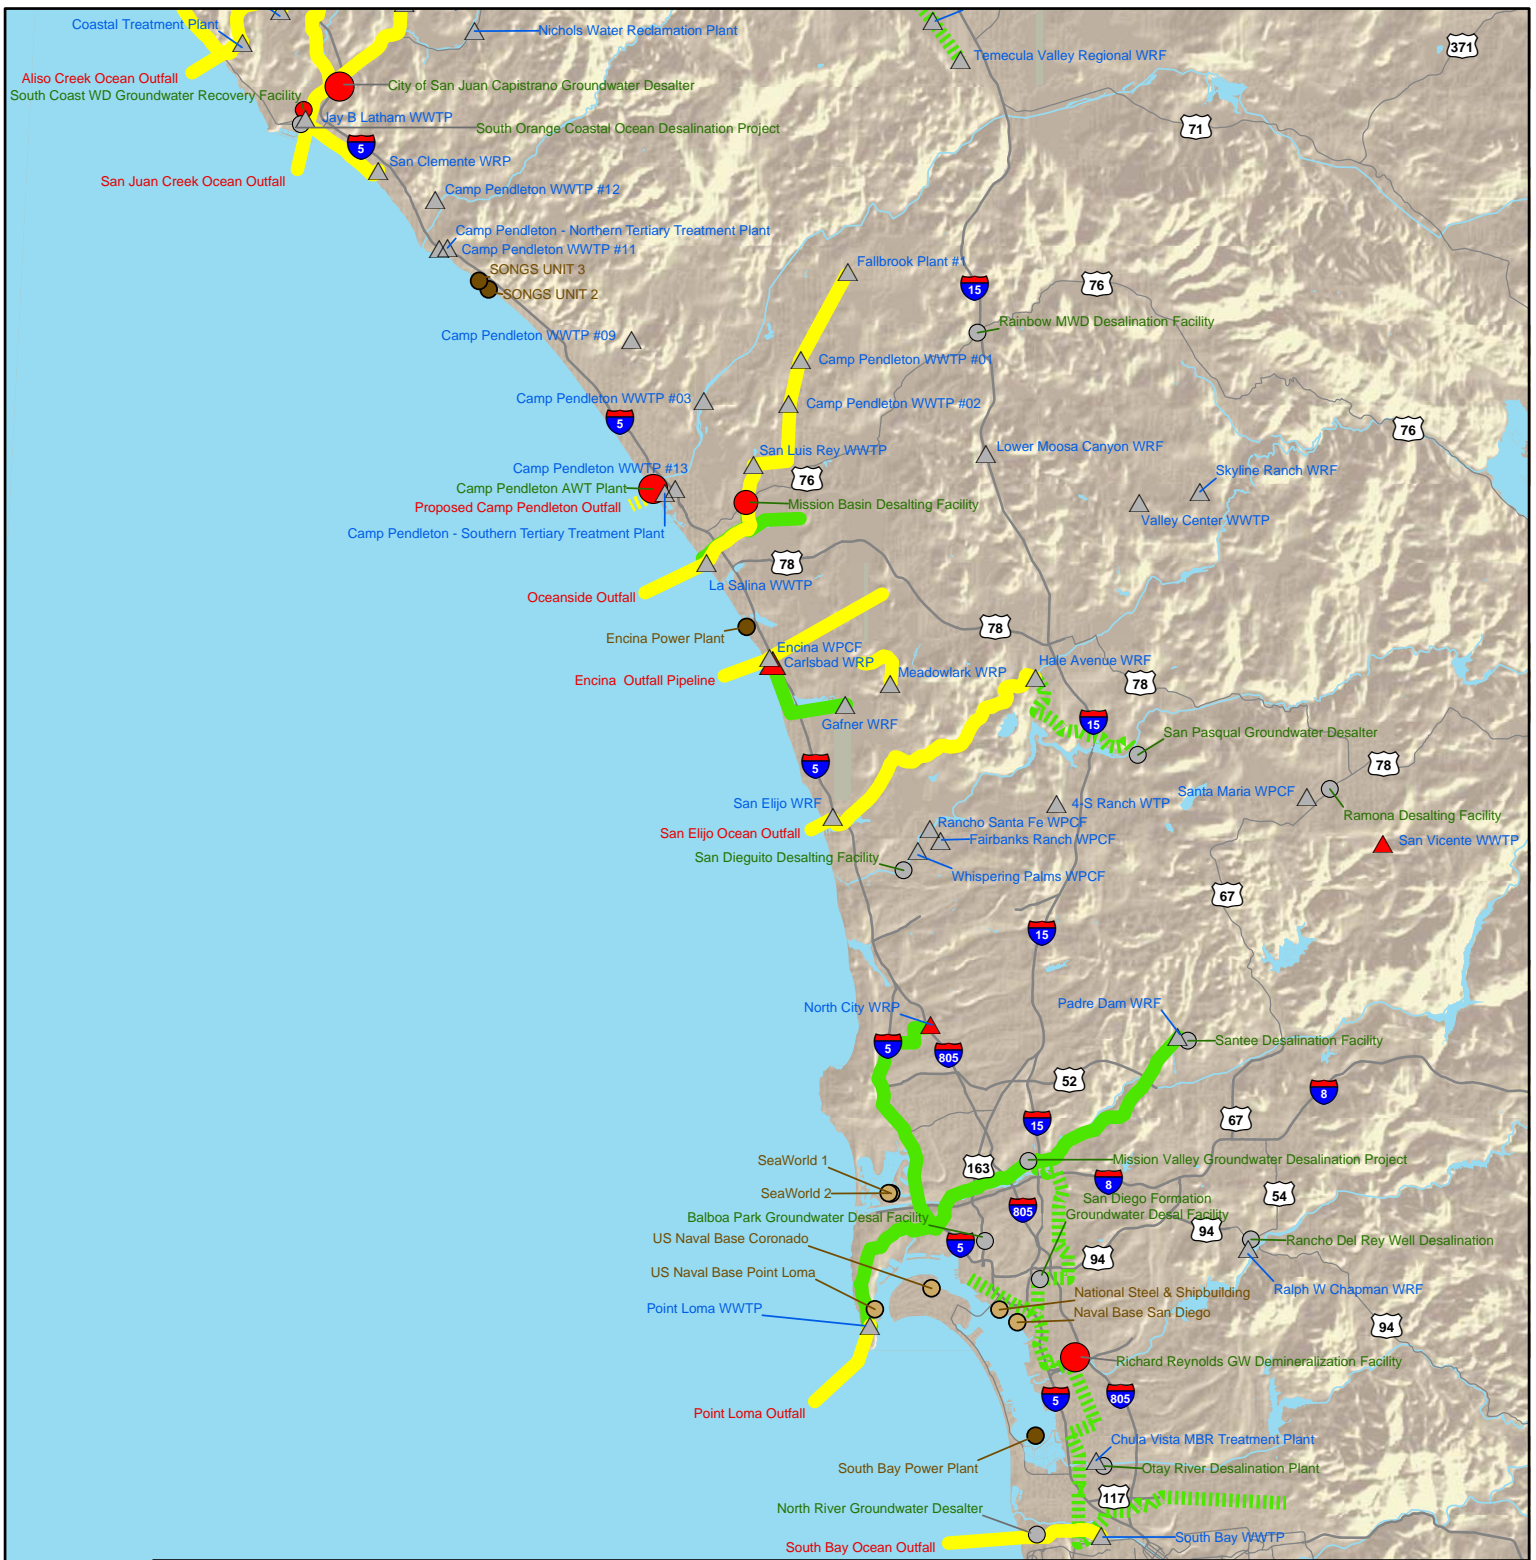 Coastal Treatment Plant
Nichols Water Reclamation Plant
371
Temecula Valley Regional WRF
Aliso Creek Ocean Outfall
City of San Juan Capistrano Groundwater Desalter
South Coast WD Groundwater Recovery Facility
Jay B Latham WWTP
South Orange Coastal Ocean Desalination Project
71
5
San Clemente WRP
San Juan Creek Ocean Outfall
Camp Pendleton WWTP #12
Camp Pendleton - Northern Tertiary Treatment Plant
Camp Pendleton WWTP #11
Fallbrook Plant #1
SONGS UNIT 3
SONGS UNIT 2
15
76
Rainbow MWD Desalination Facility
Camp Pendleton WWTP #09
Camp Pendleton WWTP #01
Camp Pendleton WWTP #03
Camp Pendleton WWTP #02
5
76
San Luis Rey WWTP
Lower Moosa Canyon WRF
Camp Pendleton WWTP #13
Skyline Ranch WRF
76
Camp Pendleton AWT Plant
Mission Basin Desalting Facility
Proposed Camp Pendleton Outfall
Valley Center WWTP
Camp Pendleton - Southern Tertiary Treatment Plant
78
La Salina WWTP
Oceanside Outfall
78
Encina Power Plant
Encina WPCF
Carlsbad WRP
Hale Avenue WRF
Meadowlark WRP
Encina  Outfall Pipeline
78
Gafner WRF
15
San Pasqual Groundwater Desalter
5
78
Santa Maria WPCF
San Elijo WRF
4-S Ranch WTP
Ramona Desalting Facility
San Elijo Ocean Outfall
Rancho Santa Fe WPCF
Fairbanks Ranch WPCF
San Vicente WWTP
San Dieguito Desalting Facility
Whispering Palms WPCF
67
15
North City WRP
Padre Dam WRF
5
805
Santee Desalination Facility
52
8
15
67
SeaWorld 1
163
Mission Valley Groundwater Desalination Project
8
SeaWorld 2
54
San Diego Formation
Groundwater Desal Facility
805
Balboa Park Groundwater Desal Facility
94
US Naval Base Coronado
5
94
Rancho Del Rey Well Desalination
US Naval Base Point Loma
National Steel & Shipbuilding
Ralph W Chapman WRF
Point Loma WWTP
Naval Base San Diego
94
Richard Reynolds GW Demineralization Facility
5
805
Point Loma Outfall
Chula Vista MBR Treatment Plant
South Bay Power Plant
Otay River Desalination Plant
117
North River Groundwater Desalter
South Bay WWTP
South Bay Ocean Outfall